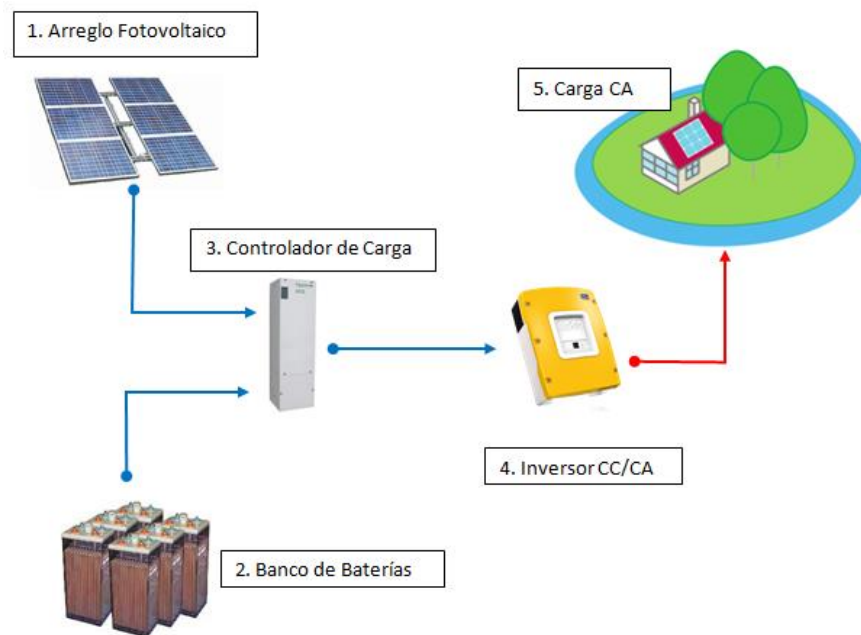 1. Arreglo Fotovoltaico
5. Carga CA
3. Controlador de Carga
4. Inversor CC/CA
2. Banco de Baterías